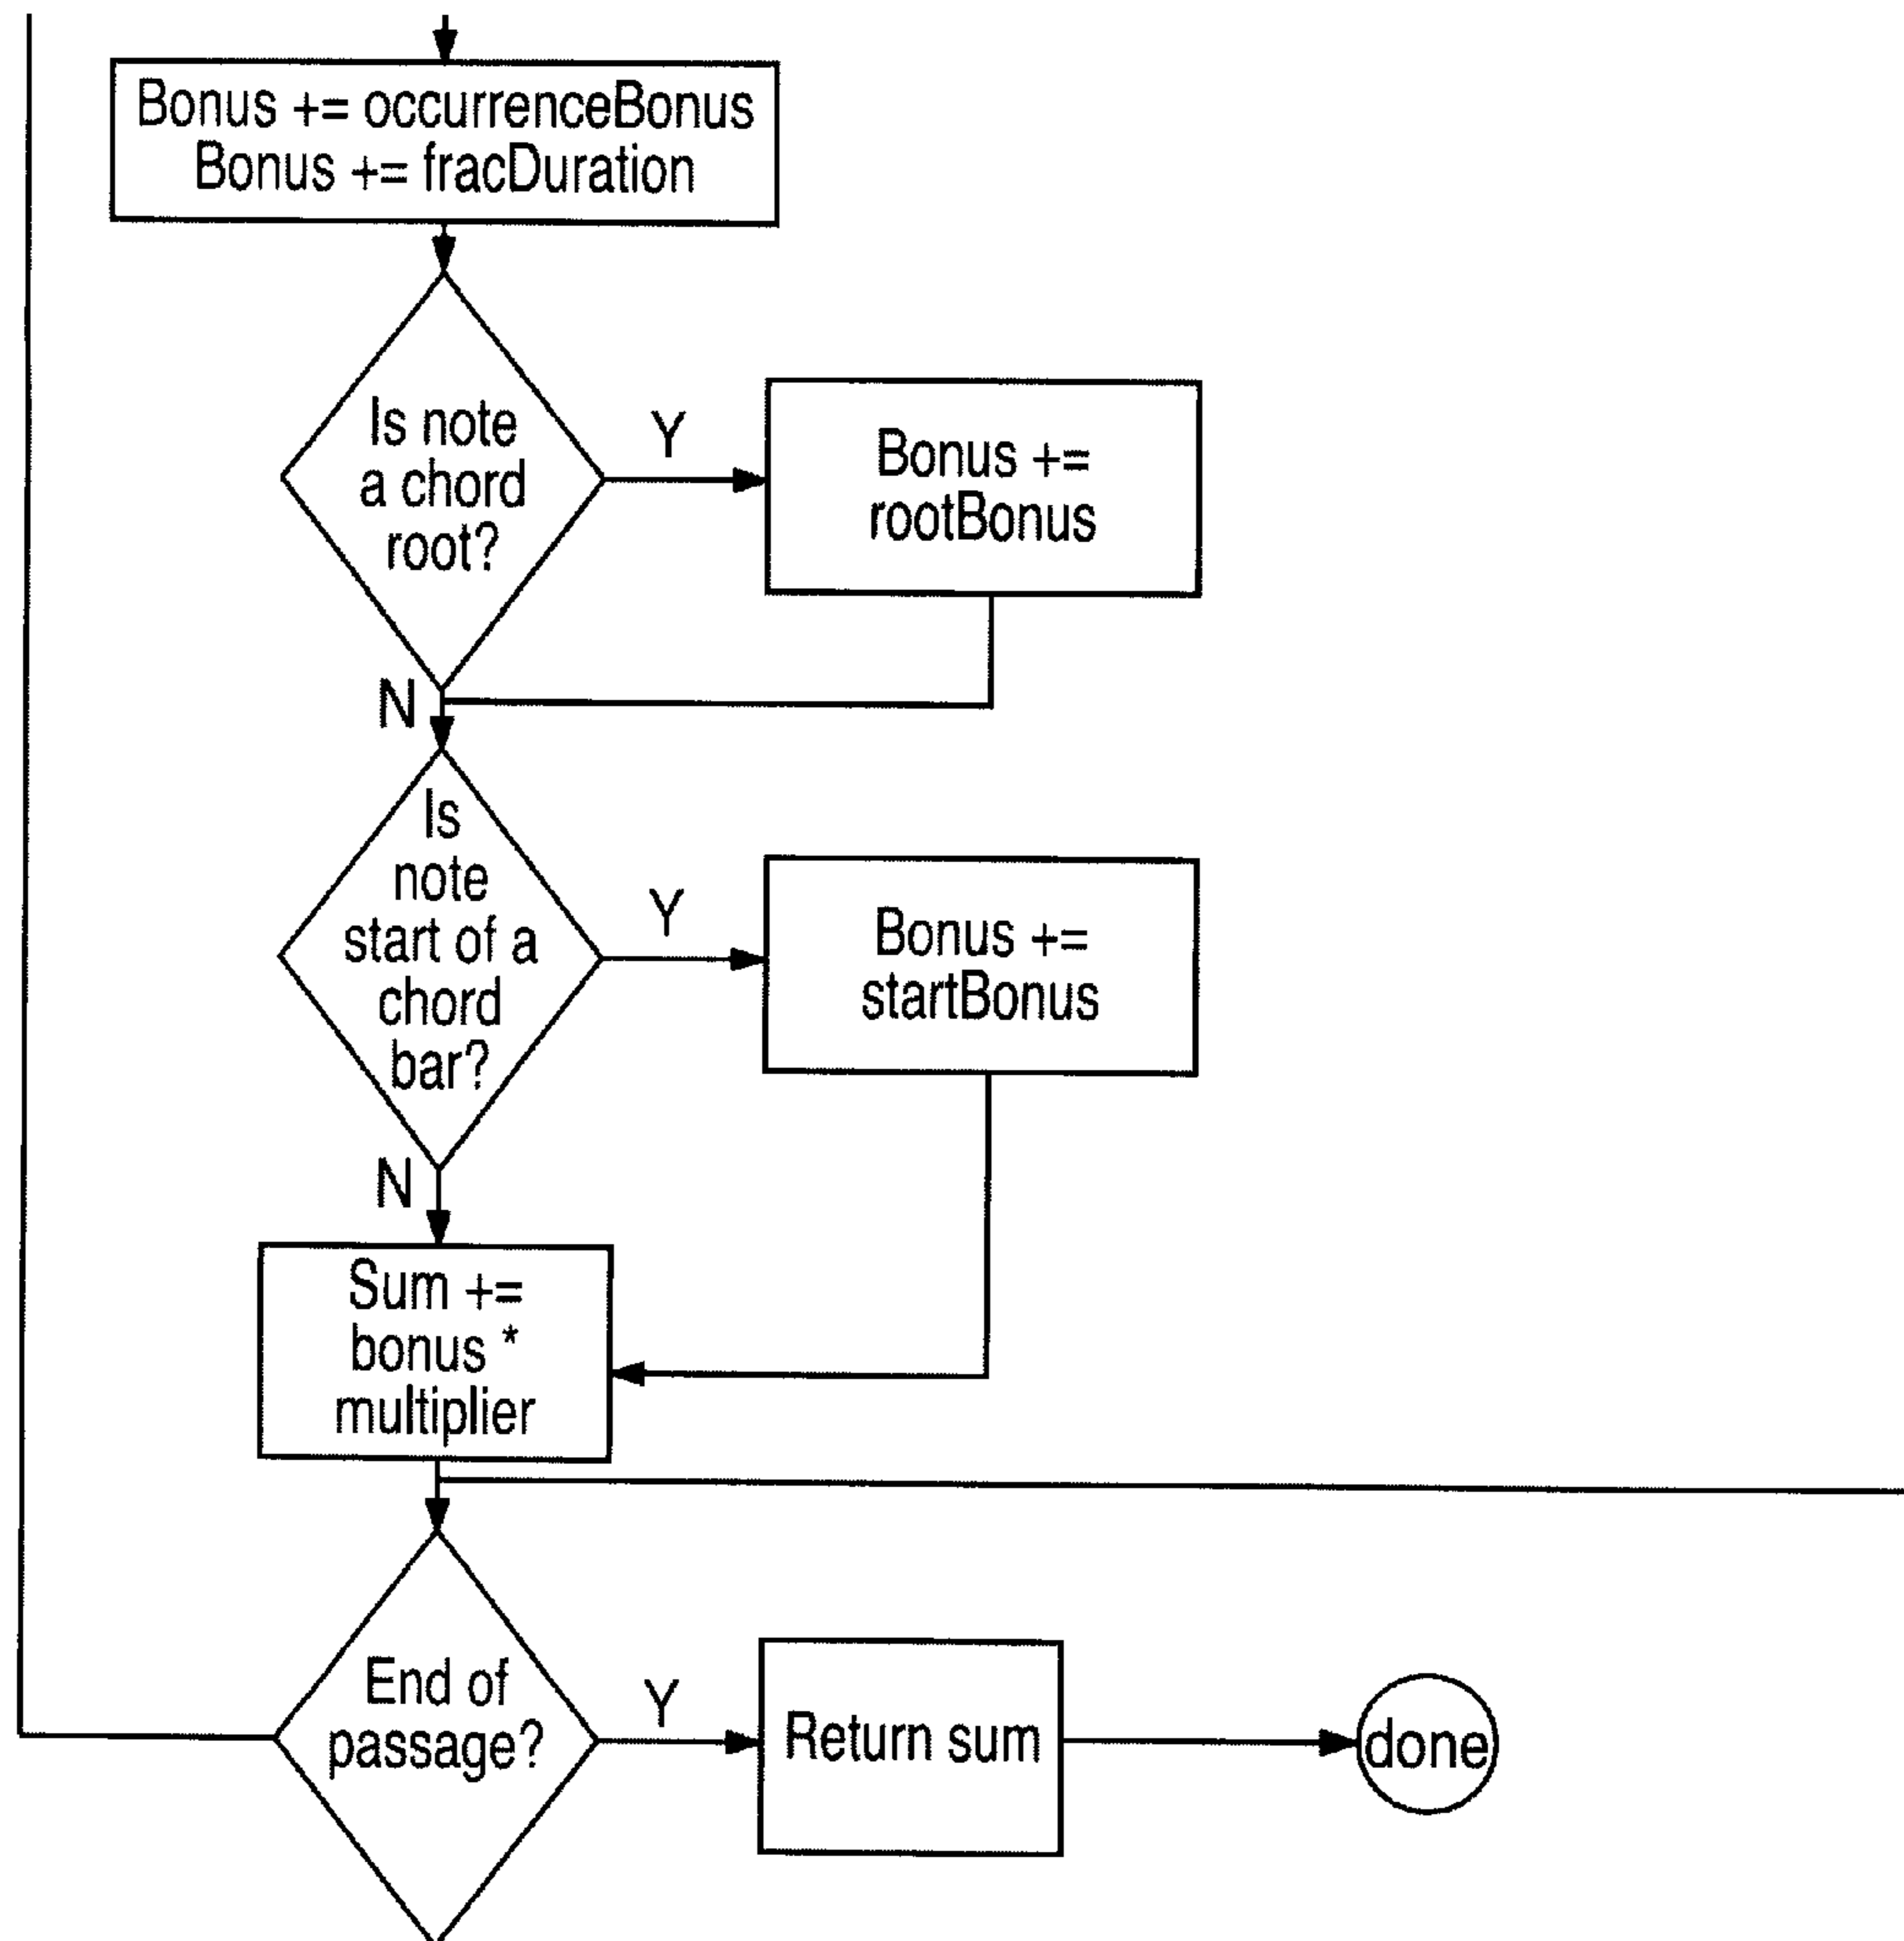 Bonus += occurrenceBonus
Bonus += fracDuration
Is note
a chord
root?
Y
Bonus +=
rootBonus
N
Is
note
start of a
chord
bar?
Y
Bonus +=
startBonus
N
Sum +=
bonus *
multiplier
End of
passage?
Y
Return sum
done